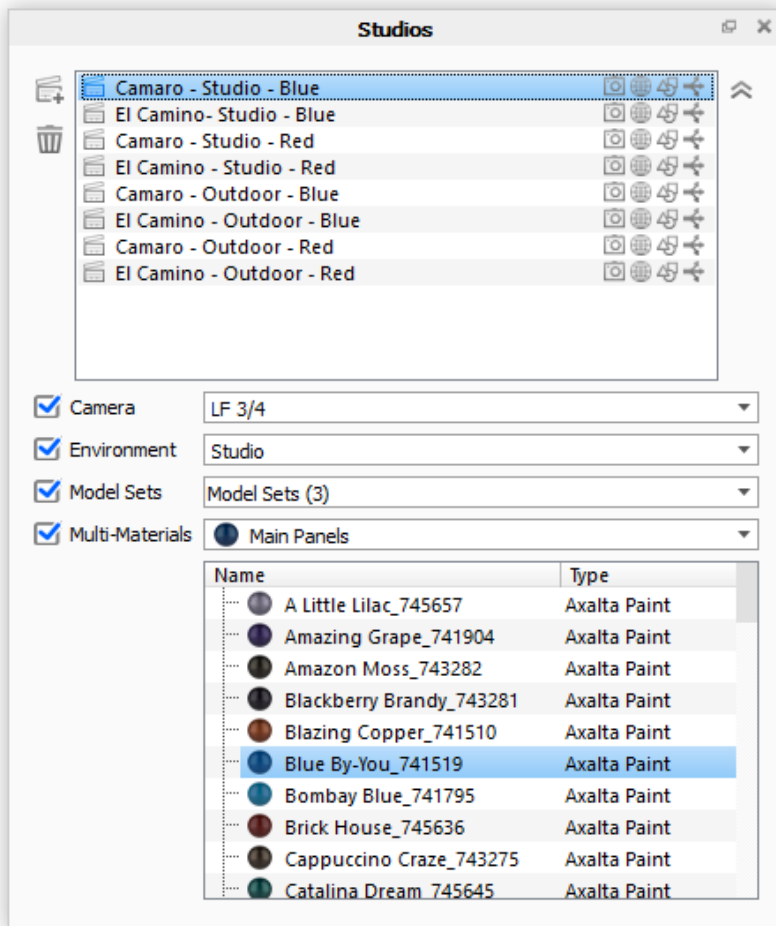 Studios
Camaro - Studio - Blue
El Camino- Studio - Blue
Camaro - Studio - Red
El Camino - Studio - Red
Camaro - Outdoor - Blue
El Camino - Outdoor - Blue
Camaro - Outdoor - Red
El Camino - Outdoor - Red
Camera LF 3/4
Environment Studio
Model Sets Model Sets (3)
Multi-Materials Main Panels
Name Type
A Little Lilac_745657 Axalta Paint
Amazing Grape_741904 Axalta Paint
Amazon Moss_743282 Axalta Paint
Blackberry Brandy_743281 Axalta Paint
Blazing Copper_741510 Axalta Paint
Blue By-You_741519 Axalta Paint
Bombay Blue_741795 Axalta Paint
Brick House_745636 Axalta Paint
Cappuccino Craze_743275 Axalta Paint
Catalina Dream_745645 Axalta Paint